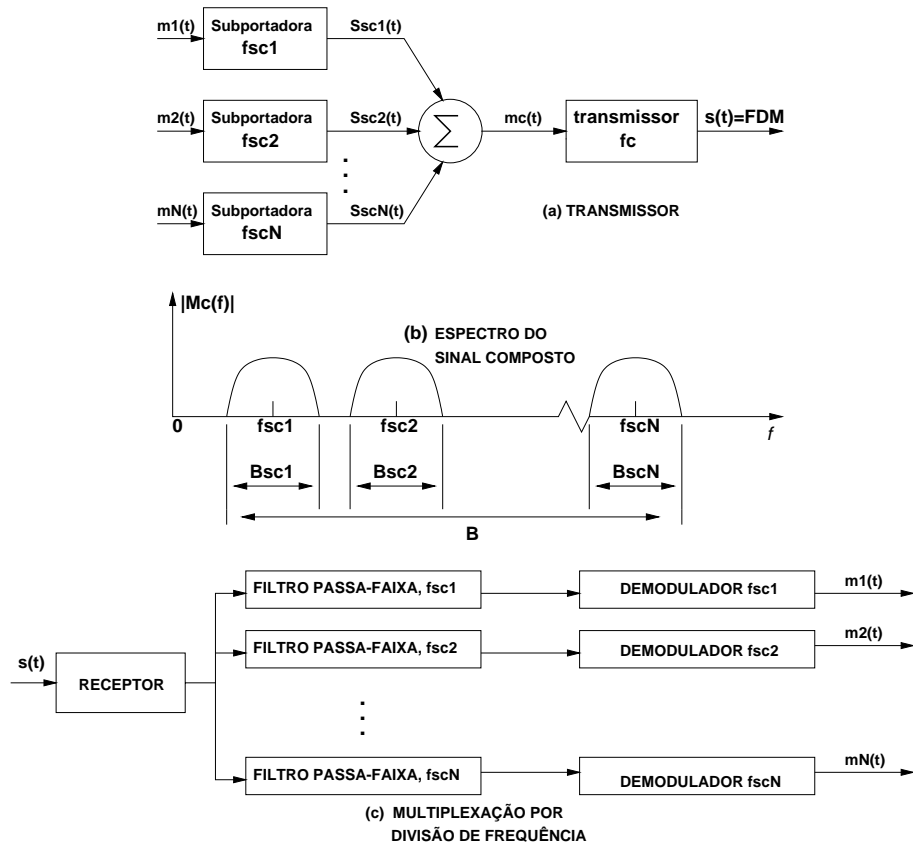 m1(t)
Subportadora
fsc1
Ssc1(t)
m2(t)
Subportadora
fsc2
Ssc2(t)
mc(t)
transmissor
fc
s(t)=FDM
mN(t)
Subportadora
fscN
SscN(t)
(a) TRANSMISSOR
|Mc(f)|
(b) ESPECTRO DO
SINAL COMPOSTO
0
fsc1
fsc2
fscN
f
Bsc1
Bsc2
BscN
B
s(t)
RECEPTOR
FILTRO PASSA-FAIXA, fsc1
DEMODULADOR fsc1
m1(t)
FILTRO PASSA-FAIXA, fsc2
DEMODULADOR fsc2
m2(t)
FILTRO PASSA-FAIXA, fscN
DEMODULADOR fscN
mN(t)
(c) MULTIPLEXAÇÃO POR
DIVISÃO DE FREQUÊNCIA